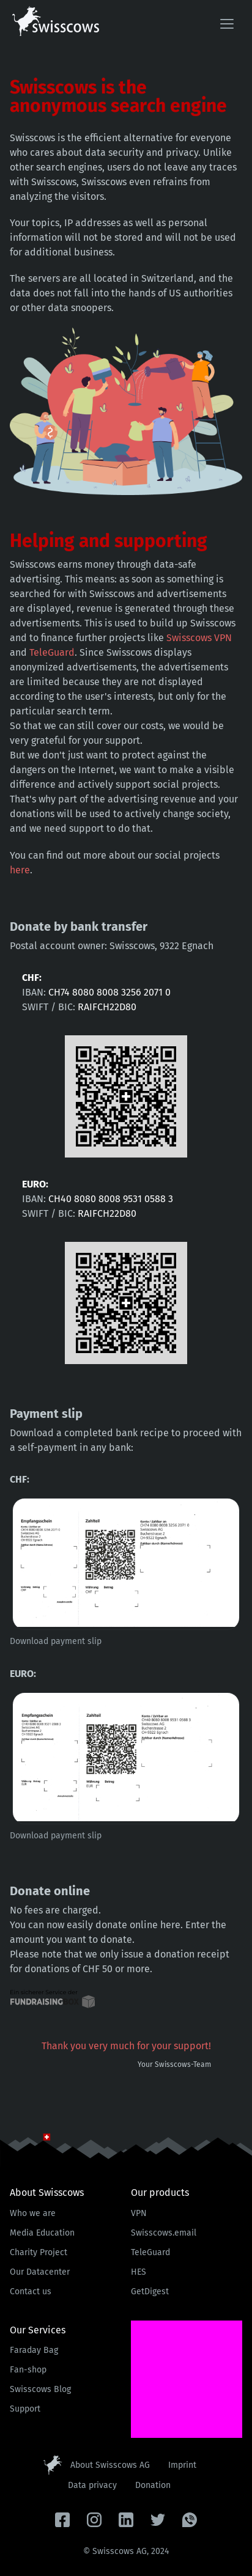 swisscows
Swisscows is the
anonymous search engine
Swisscows is the efficient alternative for everyone
who cares about data security and privacy. Unlike
other search engines, users do not leave any traces
with Swisscows, Swisscows even refrains from
analyzing the visitors.
Your topics, IP addresses as well as personal
information will not be stored and will not be used
for additional business.
The servers are all located in Switzerland, and the
data does not fall into the hands of US authorities
or other data snoopers.
Helping and supporting
Swisscows earns money through data-safe
advertising. This means: as soon as something is
searched for with Swisscows and advertisements
are displayed, revenue is generated through these
advertisements. This is used to build up Swisscows
and to finance further projects like Swisscows VPN
and TeleGuard. Since Swisscows displays
anonymized advertisements, the advertisements
are limited because they are not displayed
according to the user's interests, but only for the
particular search term.
So that we can still cover our costs, we would be
very grateful for your support.
But we don't just want to protect against the
dangers on the Internet, we want to make a visible
difference and actively support social projects.
That's why part of the advertising revenue and your
donations will be used to actively change society,
and we need support to do that.
You can find out more about our social projects
here.
Donate by bank transfer
Postal account owner: Swisscows, 9322 Egnach
CHF:
IBAN: CH74 8080 8008 3256 2071 0
SWIFT / BIC: RAIFCH22D80
EURO:
IBAN: CH40 8080 8008 9531 0588 3
SWIFT / BIC: RAIFCH22D80
Payment slip
Download a completed bank recipe to proceed with
a self-payment in any bank:
CHF:
Empfangsschein
Zahlteil
Download payment slip
EURO:
Empfangsschein
Zahlteil
Download payment slip
Donate online
No fees are charged.
You can now easily donate online here. Enter the
amount you want to donate.
Please note that we only issue a donation receipt
for donations of CHF 50 or more.
FUNDRAISING
Thank you very much for your support!
Your Swisscows-Team
About Swisscows
Who we are
Media Education
Charity Project
Our Datacenter
Contact us
Our products
VPN
Swisscows.email
TeleGuard
HES
GetDigest
Our Services
Faraday Bag
Fan-shop
Swisscows Blog
Support
About Swisscows AG
Imprint
Data privacy
Donation
© Swisscows AG, 2024